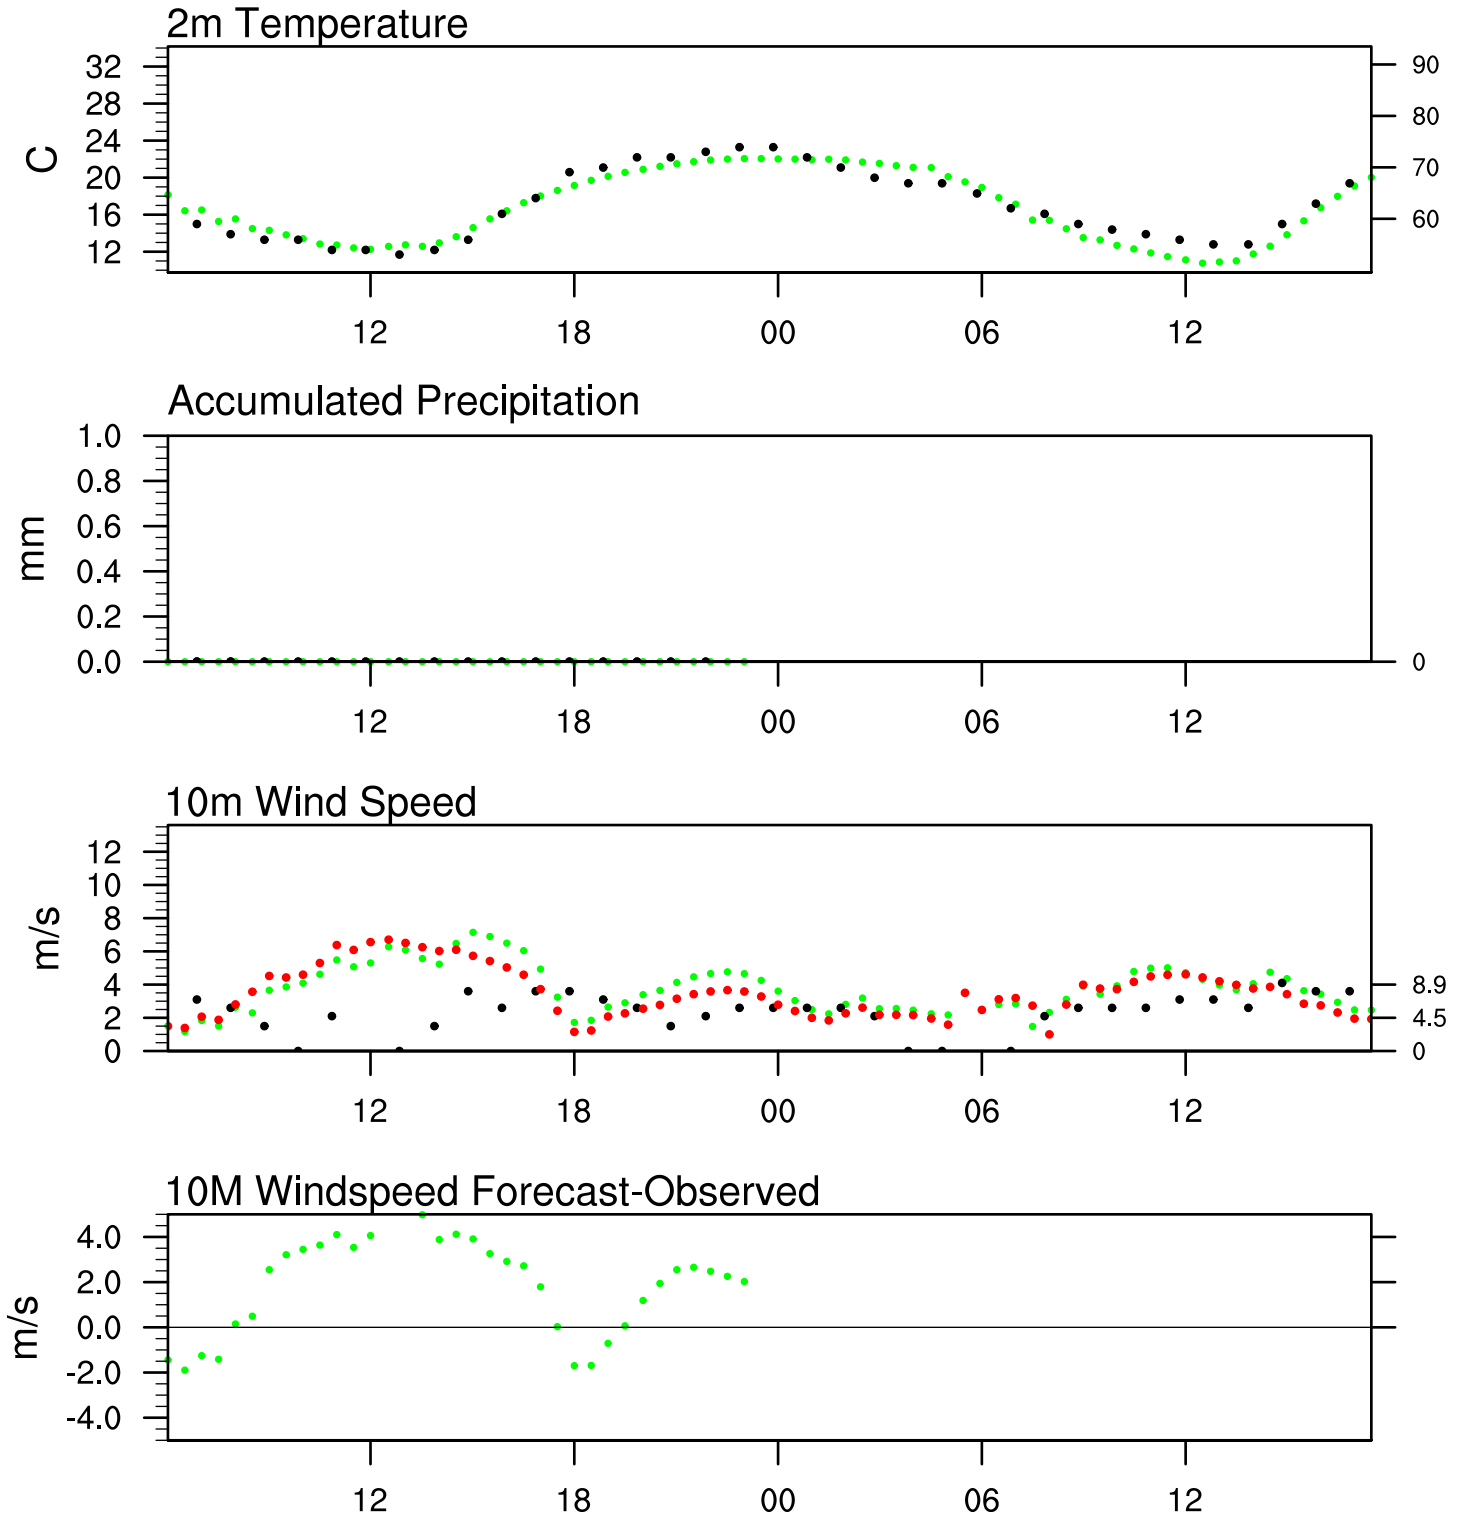 2m Temperature
32
28
24
20
16
12
C
90
80
70
60
12 18 00 06 12
Accumulated Precipitation
1.0
0.8
0.6
0.4
0.2
0.0
mm
0
12 18 00 06 12
10m Wind Speed
12
10
8
6
4
2
0
m/s
8.9
4.5
0
12 18 00 06 12
10M Windspeed Forecast-Observed
4.0
2.0
0.0
-2.0
-4.0
m/s
12 18 00 06 12